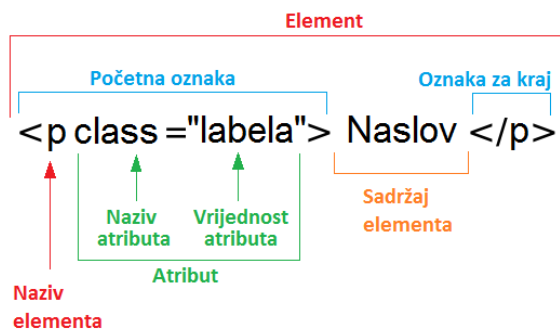 Element
Početna oznaka
Oznaka za kraj
<p class ="labela"> Naslov </p>
Naziv
atributa
Vrijednost
atributa
Sadržaj
elementa
Atribut
Naziv
elementa